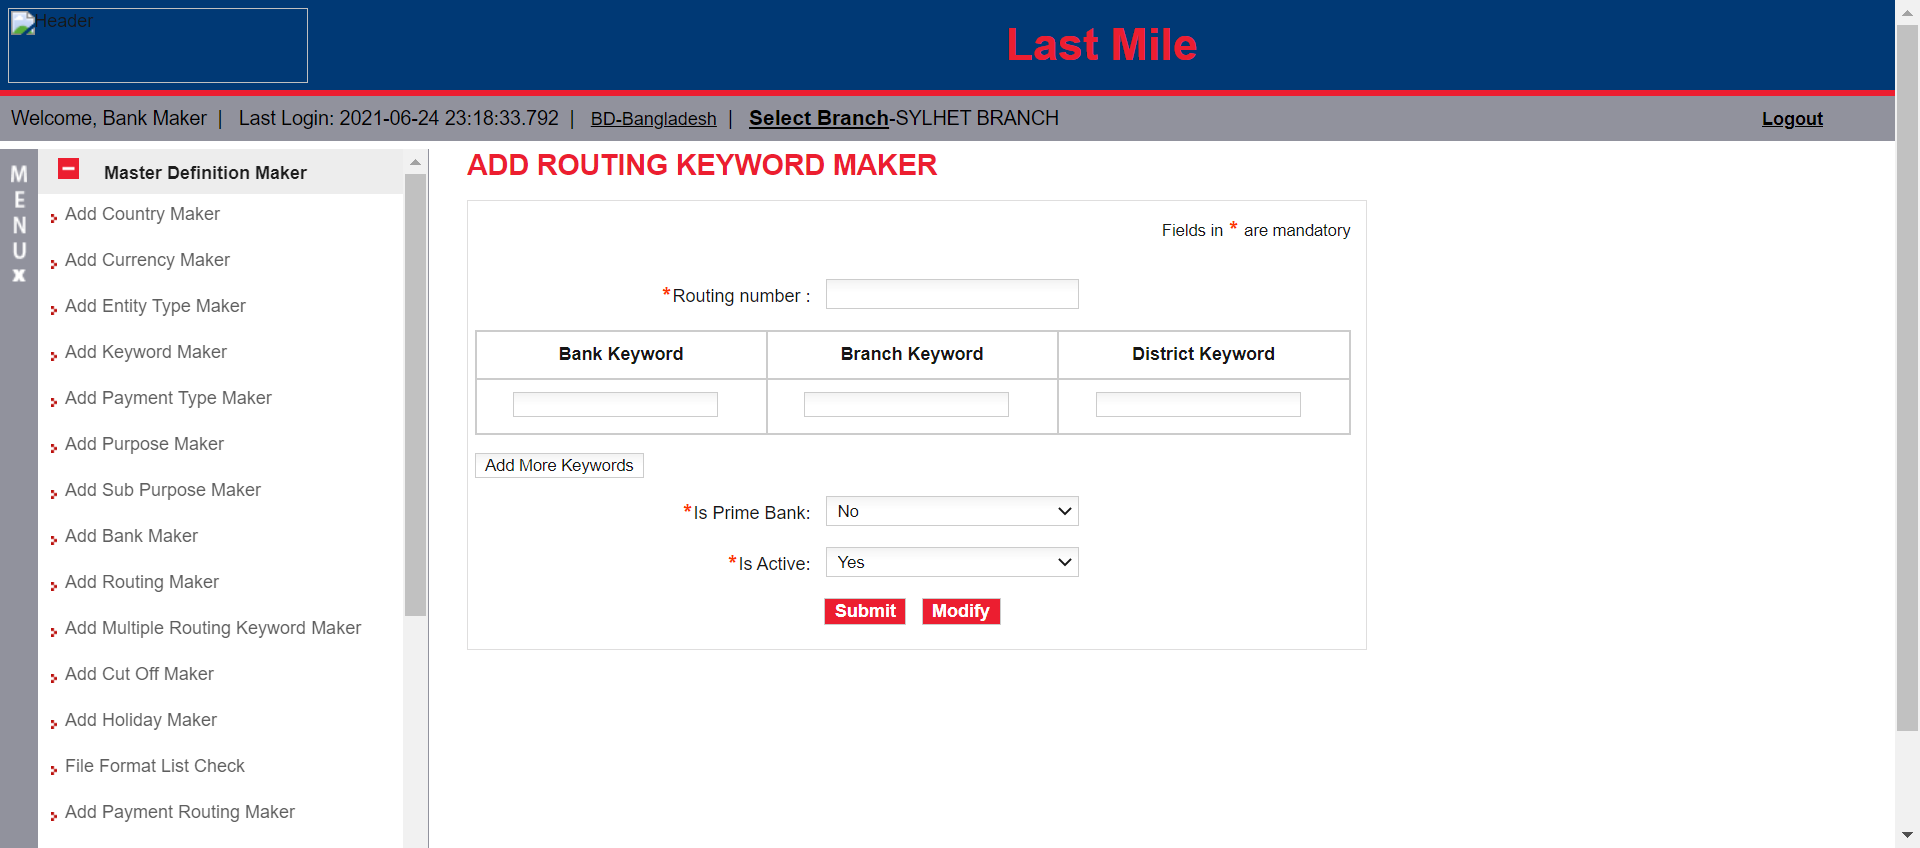 Header
Last Mile
Welcome, Bank Maker | Last Login: 2021-06-24 23:18:33.792 | BD-Bangladesh | Select Branch-SYLHET BRANCH
Logout
MENU x
Master Definition Maker
Add Country Maker
Add Currency Maker
Add Entity Type Maker
Add Keyword Maker
Add Payment Type Maker
Add Purpose Maker
Add Sub Purpose Maker
Add Bank Maker
Add Routing Maker
Add Multiple Routing Keyword Maker
Add Cut Off Maker
Add Holiday Maker
File Format List Check
Add Payment Routing Maker
ADD ROUTING KEYWORD MAKER
Fields in * are mandatory
*Routing number :
Bank Keyword Branch Keyword District Keyword
Add More Keywords
*Is Prime Bank: No
*Is Active: Yes
Submit Modify